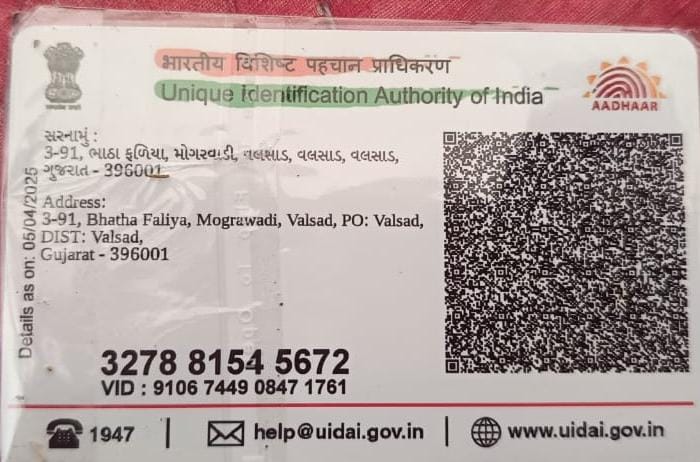 भारतीय विशिष्ट पहचान प्राधिकरण
Unique Identification Authority of India
AADHAAR
સરનામું :
3-91, ભાઠા ફળિયા, મોગરવાડી, વલસાડ, વલસાડ, વલસાડ,
ગુજરાત - 396001
Address:
3-91, Bhatha Faliya, Mograwadi, Valsad, PO: Valsad,
DIST: Valsad,
Gujarat - 396001
Details as on: 05/04/2025
3278 8154 5672
VID : 9106 7449 0847 1761
1947
help@uidai.gov.in
www.uidai.gov.in